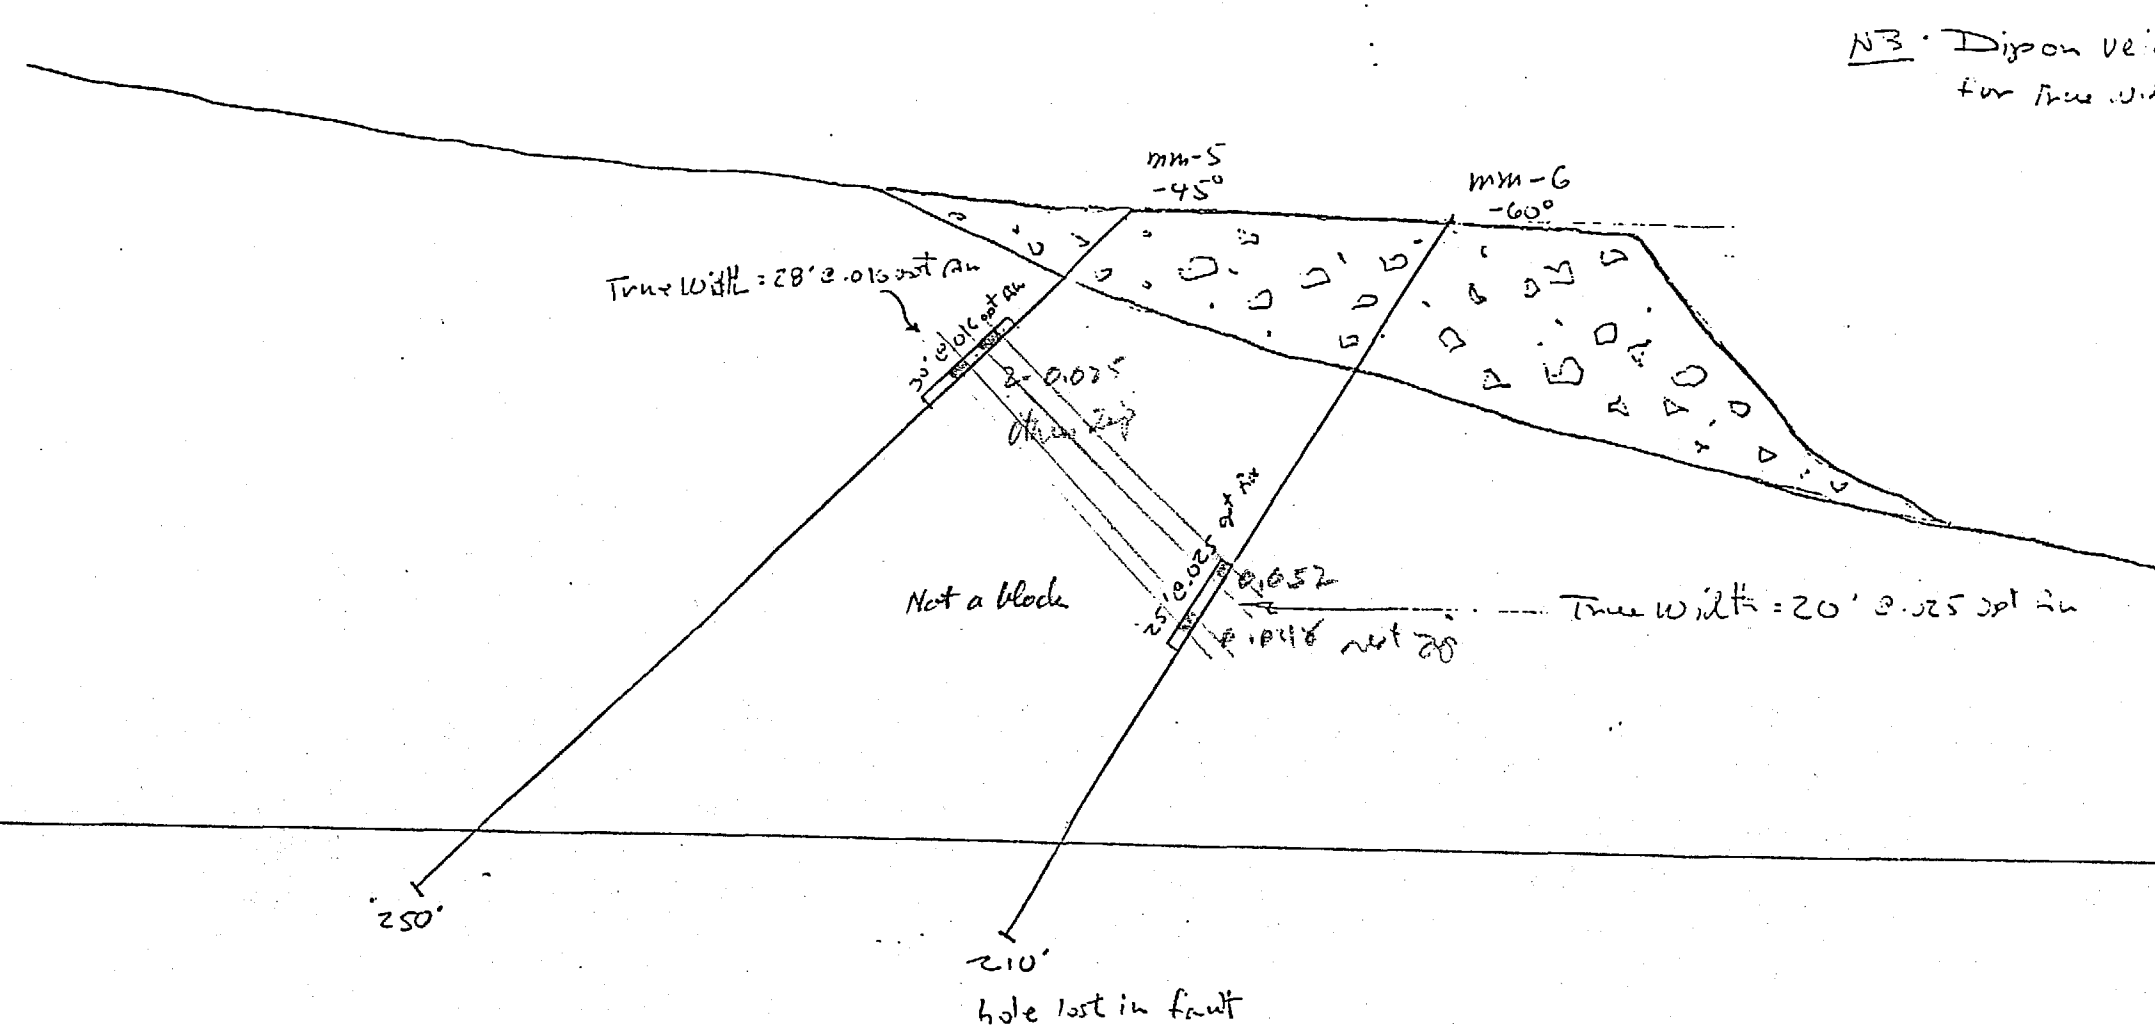 NB. Dip on vei
for True wid
mm-5
-45°
mm-6
-60°
True Width = 28' @ .016 opt Au
30' @ .016 opt Au
2- 0.025
25' @ .025 opt Au
0.052
Not a block
True Width = 20' @ .025 opt Au
rest
250'
210'
hole lost in fault